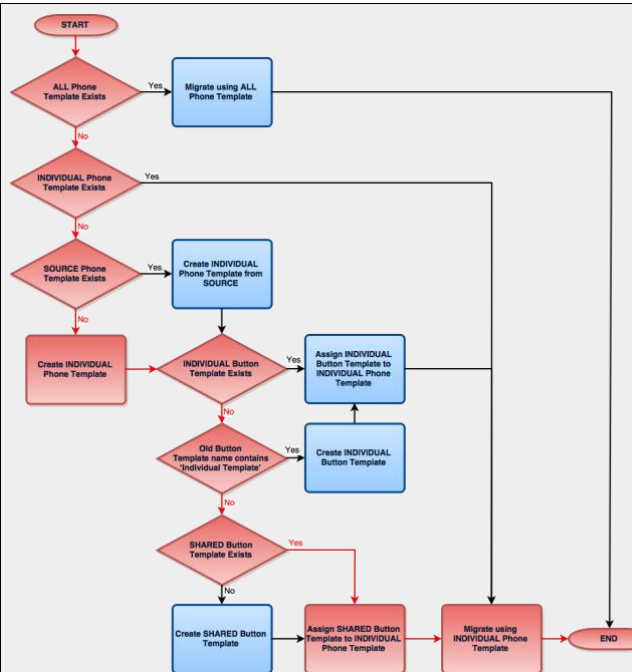 START
ALL Phone
Template Exists
Yes
Migrate using ALL
Phone Template
No
INDIVIDUAL Phone
Template Exists
Yes
No
SOURCE Phone
Template Exists
Yes
Create INDIVIDUAL
Phone Template from
SOURCE
No
Create INDIVIDUAL
Phone Template
INDIVIDUAL Button
Template Exists
Yes
Assign INDIVIDUAL
Button Template to
INDIVIDUAL Phone
Template
No
Old Button
Template name contains
'Individual Template'
Yes
Create INDIVIDUAL
Button Template
No
SHARED Button
Template Exists
Yes
No
Create SHARED Button
Template
Assign SHARED Button
Template to INDIVIDUAL
Phone Template
Migrate using
INDIVIDUAL Phone
Template
END